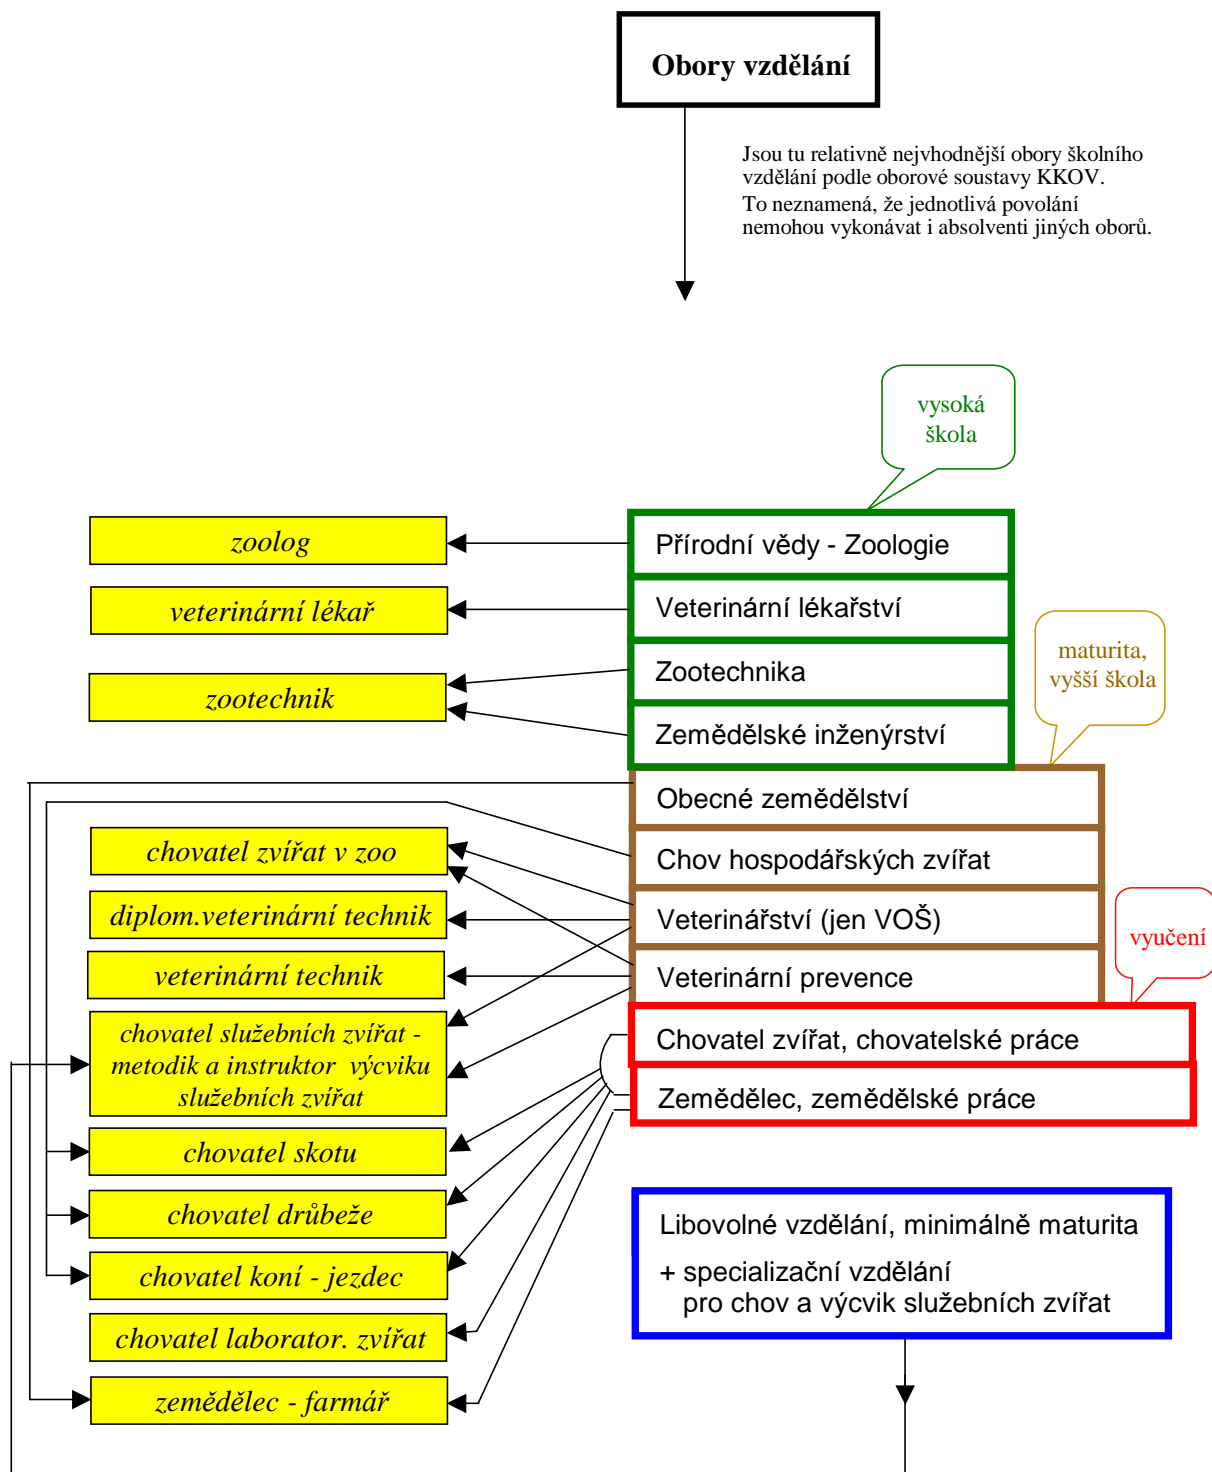 Obory vzdělání
Jsou tu relativně nejvhodnější obory školního
vzdělání podle oborové soustavy KKOV.
To neznamená, že jednotlivá povolání
nemohou vykonávat i absolventi jiných oborů.
vysoká
škola
zoolog
Přírodní vědy - Zoologie
veterinární lékař
Veterinární lékařství
maturita,
vyšší škola
zootechnik
Zootechnika
Zemědělské inženýrství
Obecné zemědělství
chovatel zvířat v zoo
Chov hospodářských zvířat
diplom.veterinární technik
Veterinářství (jen VOŠ)
vyučení
veterinární technik
Veterinární prevence
chovatel služebních zvířat -
metodik a instruktor výcviku
služebních zvířat
Chovatel zvířat, chovatelské práce
Zemědělec, zemědělské práce
chovatel skotu
chovatel drůbeže
chovatel koní - jezdec
chovatel laborator. zvířat
zemědělec - farmář
Libovolné vzdělání, minimálně maturita
+ specializační vzdělání
pro chov a výcvik služebních zvířat